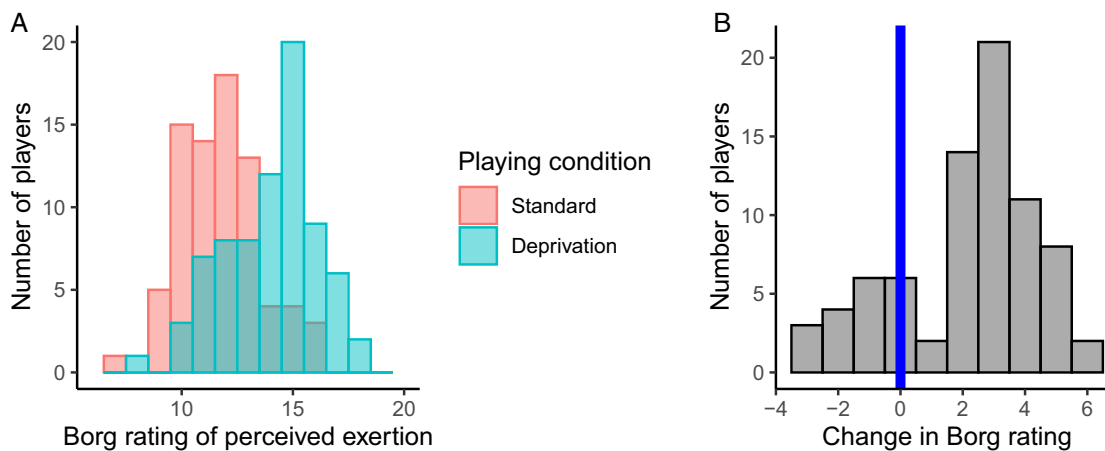 A
20
15
10
5
0
Number of players
10
15
20
Borg rating of perceived exertion
Playing condition
Standard
Deprivation
B
20
15
10
5
0
Number of players
−4
−2
0
2
4
6
Change in Borg rating